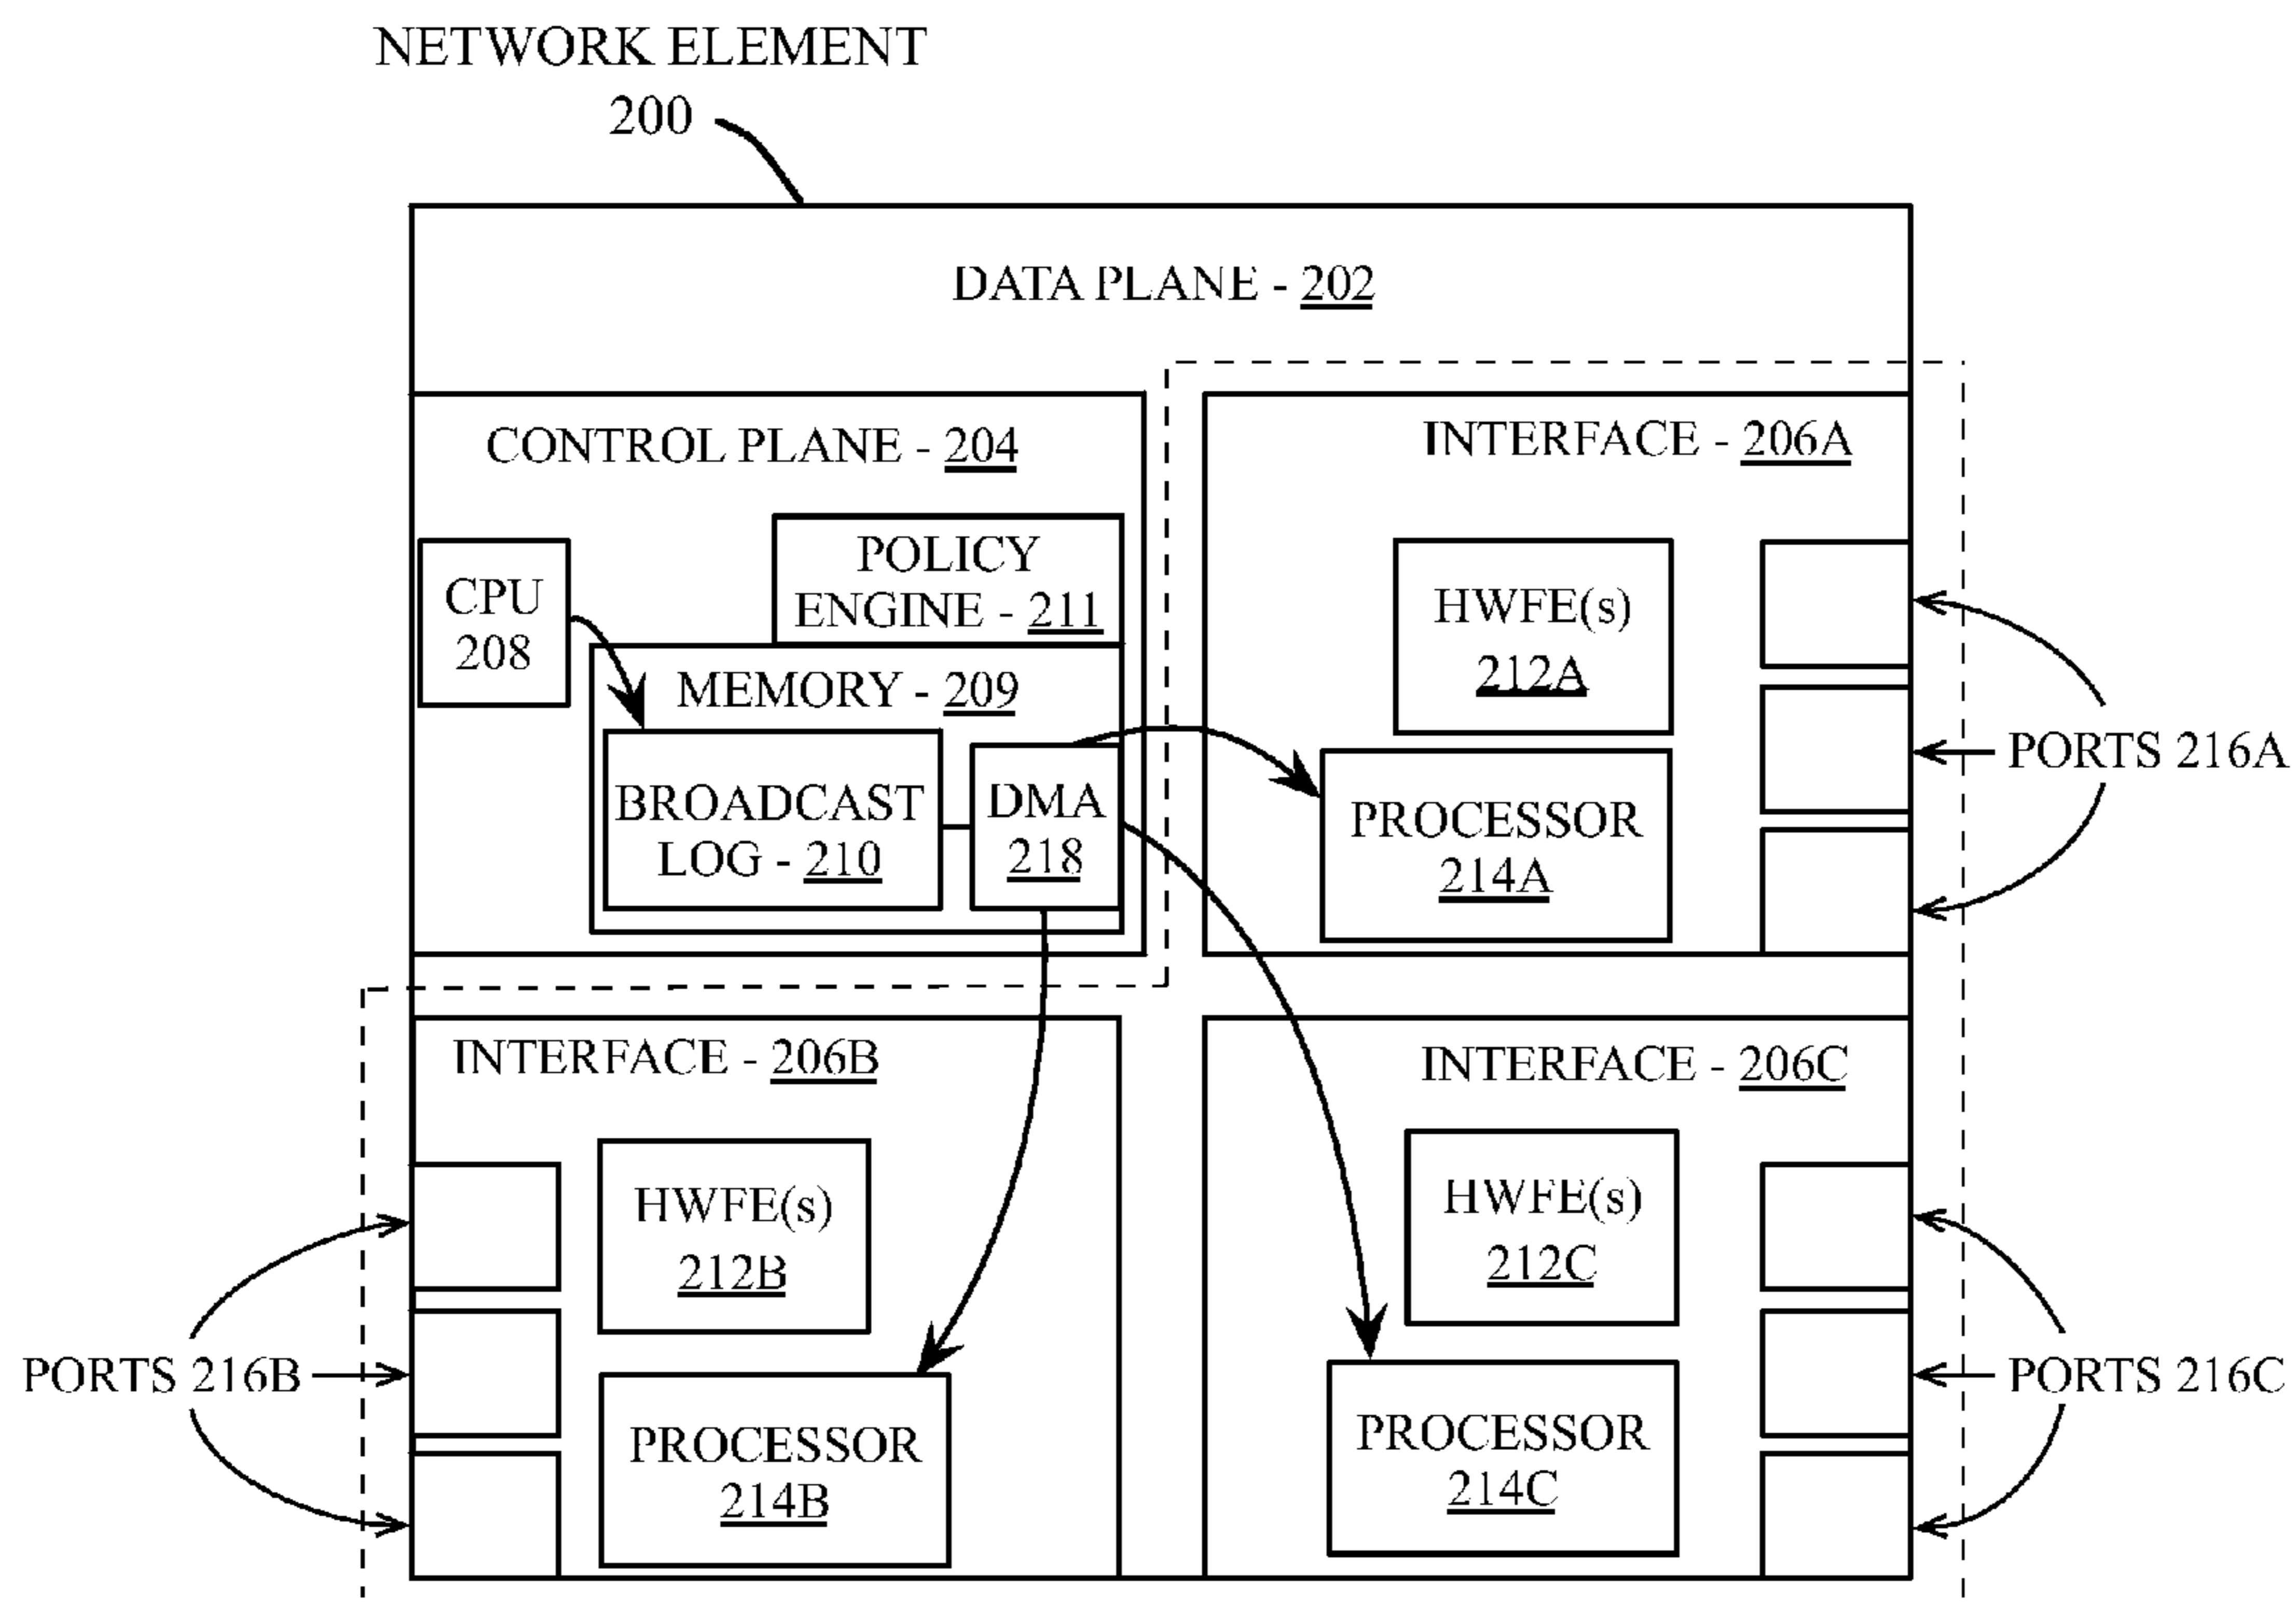 NETWORK ELEMENT
200
DATA PLANE - 202
CONTROL PLANE - 204
CPU
208
POLICY
ENGINE - 211
MEMORY - 209
BROADCAST
LOG - 210
DMA
218
INTERFACE - 206A
HWFE(s)
212A
PROCESSOR
214A
PORTS 216A
INTERFACE - 206B
HWFE(s)
212B
PROCESSOR
214B
PORTS 216B
INTERFACE - 206C
HWFE(s)
212C
PROCESSOR
214C
PORTS 216C